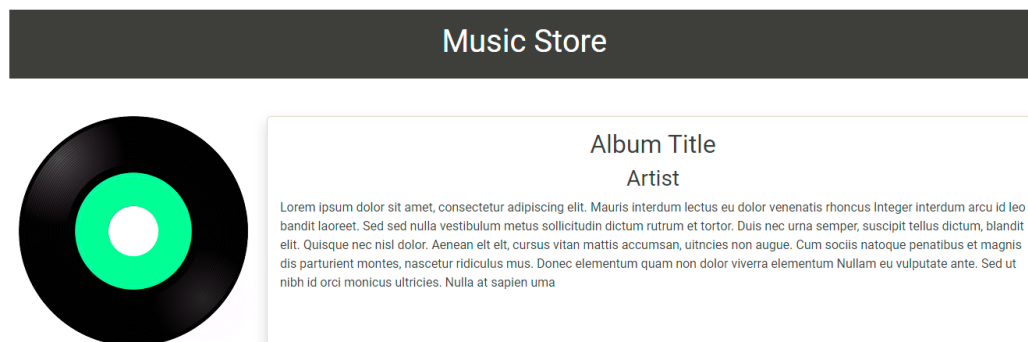 Music Store
Album Title
Artist
Lorem ipsum dolor sit amet, consectetur adipiscing elit. Mauris interdum lectus eu dolor venenatis rhoncus Integer interdum arcu id leo
bandit laoreet. Sed sed nulla vestibulum metus sollicitudin dictum rutrum et tortor. Duis nec urna semper, suscipit tellus dictum, blandit
elit. Quisque nec nisl dolor. Aenean elt elt, cursus vitan mattis accumsan, uitncies non augue. Cum sociis natoque penatibus et magnis
dis parturient montes, nascetur ridiculus mus. Donec elementum quam non dolor viverra elementum Nullam eu vulputate ante. Sed ut
nibh id orci monicus ultricies. Nulla at sapien uma